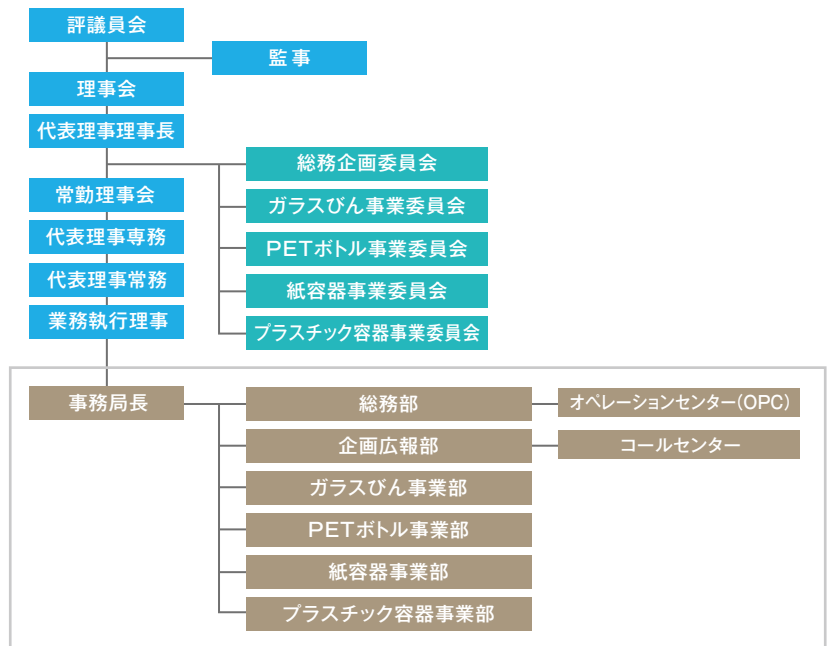 評議員会
監事
理事会
代表理事理事長
総務企画委員会
常勤理事会
ガラスびん事業委員会
代表理事専務
PETボトル事業委員会
代表理事常務
紙容器事業委員会
業務執行理事
プラスチック容器事業委員会
事務局長
総務部
オペレーションセンター(OPC)
企画広報部
コールセンター
ガラスびん事業部
PETボトル事業部
紙容器事業部
プラスチック容器事業部